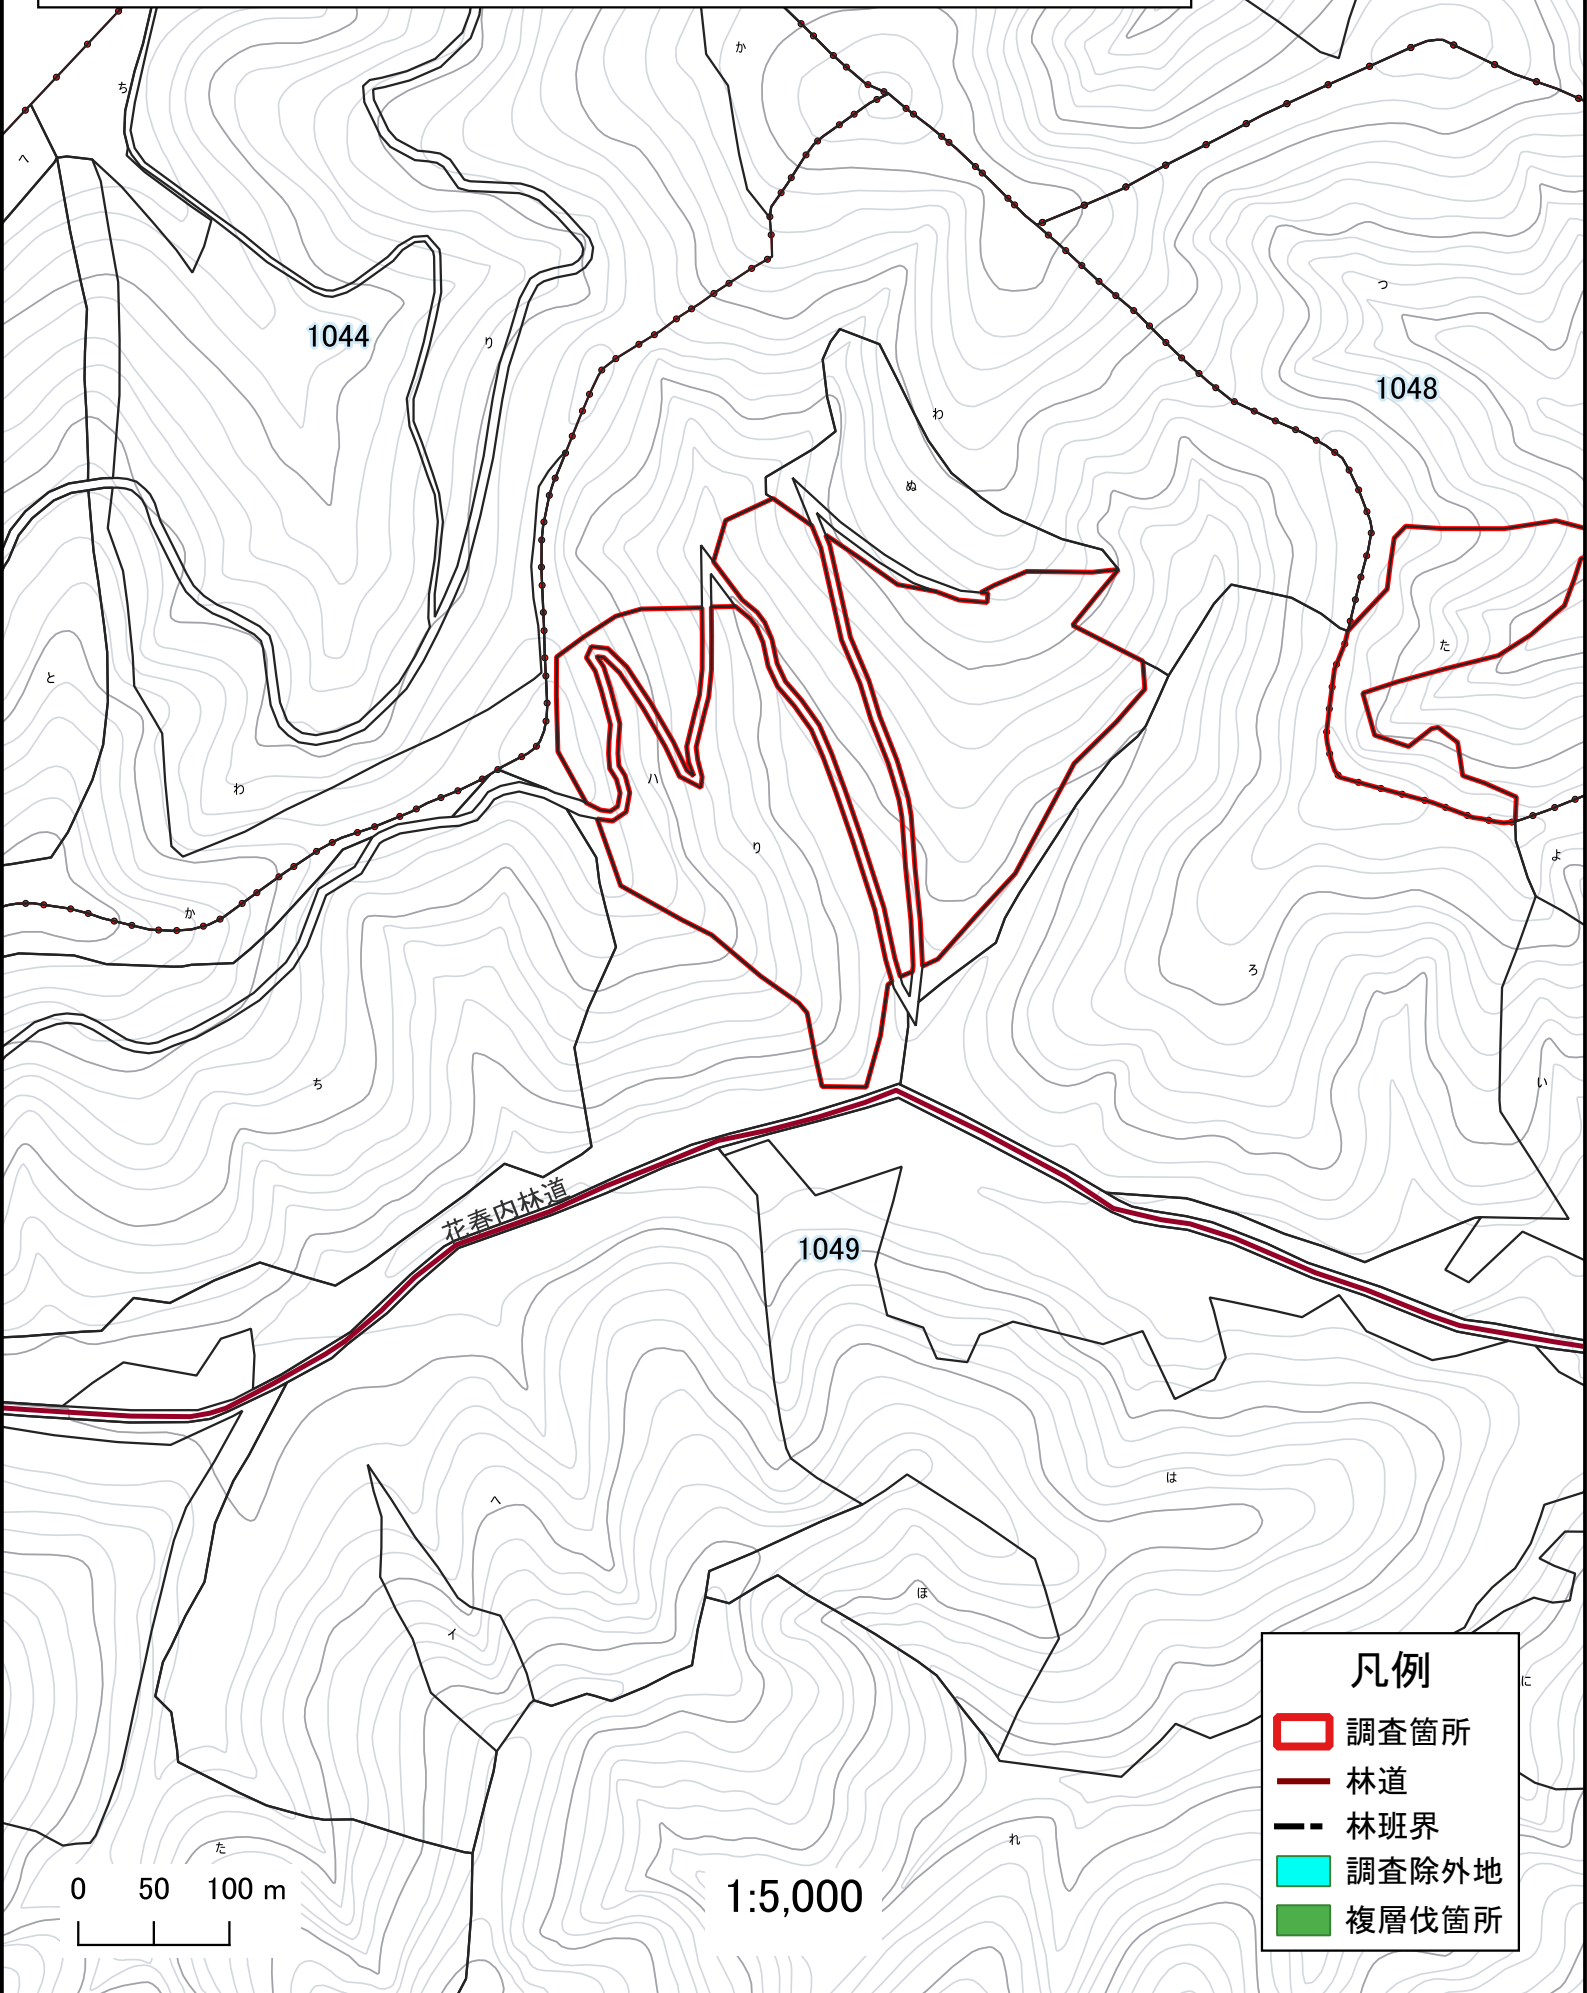 か
ち
へ
つ
1044
り
1048
わ
ぬ
た
と
ハ
わ
り
よ
か
ろ
い
ち
花春内林道
1049
は
へ
ほ
イ
に
れ
た
凡例
調査箇所
林道
林班界
調査除外地
複層伐箇所
0 50 100 m
1:5,000